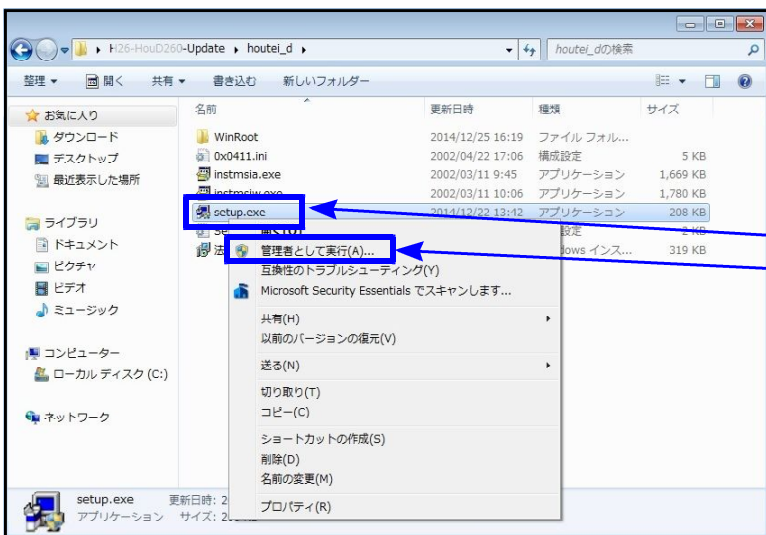 H26-HouD260-Update houtei_d
houtei_dの検索
整理 開く 共有 書き込む 新しいフォルダー
名前 更新日時 種類 サイズ
お気に入り
ダウンロード
デスクトップ
最近表示した場所
ライブラリ
ドキュメント
ピクチャ
ビデオ
ミュージック
コンピューター
ローカル ディスク (C:)
ネットワーク
WinRoot 2014/12/25 16:19 ファイル フォル...
0x0411.ini 2002/04/22 17:06 構成設定 5 KB
instmsia.exe 2002/03/11 9:45 アプリケーション 1,669 KB
instmsiw.exe 2002/03/11 10:06 アプリケーション 1,780 KB
setup.exe 2014/12/22 13:42 アプリケーション 208 KB
Se 設定 2 KB
法 dows インス... 319 KB
管理者として実行(A)...
互換性のトラブルシューティング(Y)
Microsoft Security Essentials でスキャンします...
共有(H)
以前のバージョンの復元(V)
送る(N)
切り取り(T)
コピー(C)
ショートカットの作成(S)
削除(D)
名前の変更(M)
プロパティ(R)
setup.exe 更新日時: 2
アプリケーション サイズ: